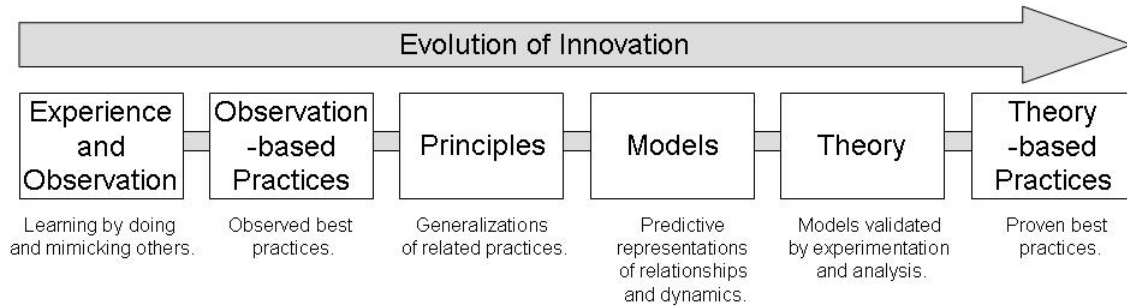 Evolution of Innovation
Experience
and
Observation
Observation
-based
Practices
Principles
Models
Theory
Theory
-based
Practices
Learning by doing
and mimicking others.
Observed best
practices.
Generalizations
of related practices.
Predictive
representations
of relationships
and dynamics.
Models validated
by experimentation
and analysis.
Proven best
practices.